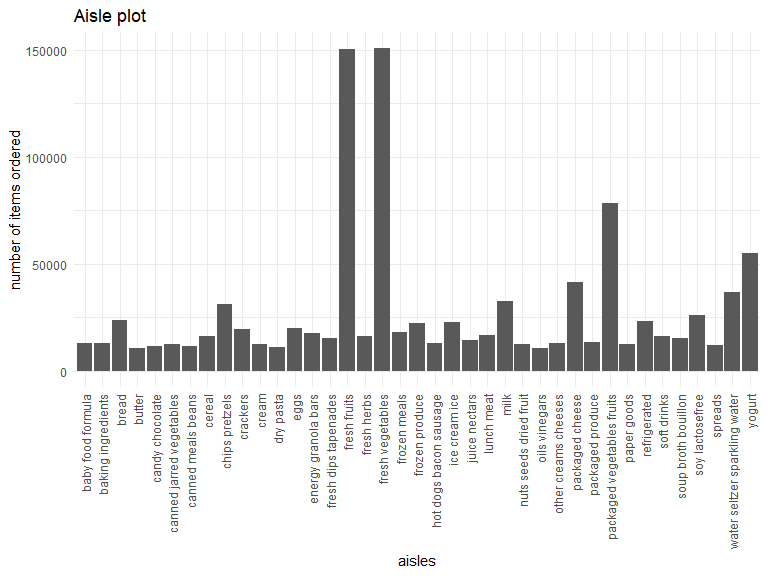 Aisle plot
number of items ordered
150000
100000
50000
0
baby food formula
baking ingredients
bread
butter
candy chocolate
canned jarred vegetables
canned meals beans
cereal
chips pretzels
crackers
cream
dry pasta
eggs
energy granola bars
fresh dips tapenades
fresh fruits
fresh herbs
fresh vegetables
frozen meals
frozen produce
hot dogs bacon sausage
ice cream ice
juice nectars
lunch meat
milk
nuts seeds dried fruit
oils vinegars
other creams cheeses
packaged cheese
packaged produce
packaged vegetables fruits
paper goods
refrigerated
soft drinks
soup broth bouillon
soy lactosefree
spreads
water seltzer sparkling water
yogurt
aisles